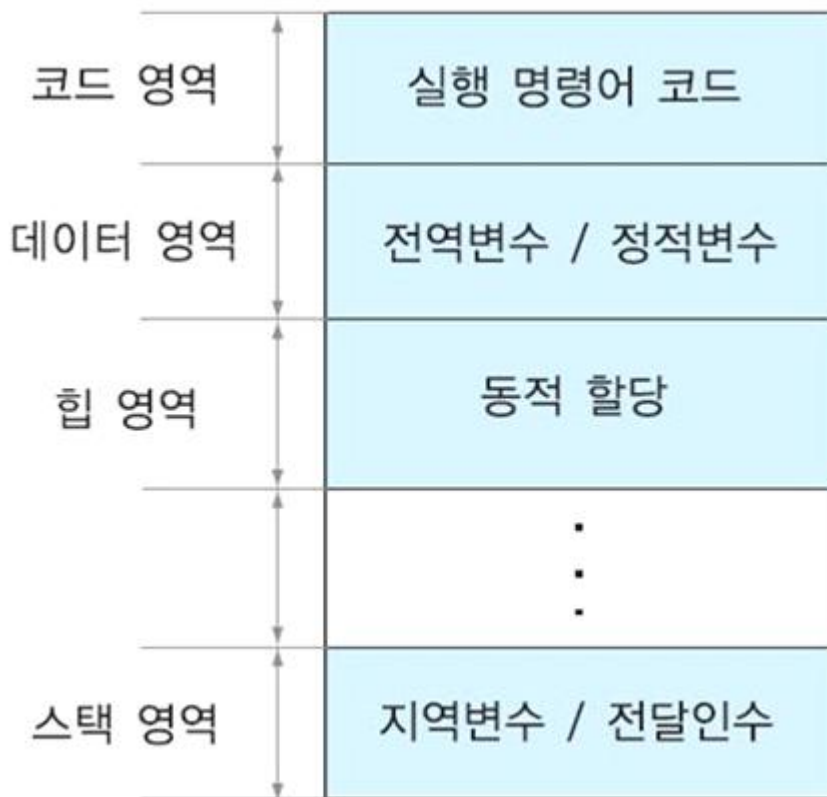 코드 영역
실행 명령어 코드
데이터 영역
전역변수 / 정적변수
힙 영역
동적 할당
스택 영역
지역변수 / 전달인수